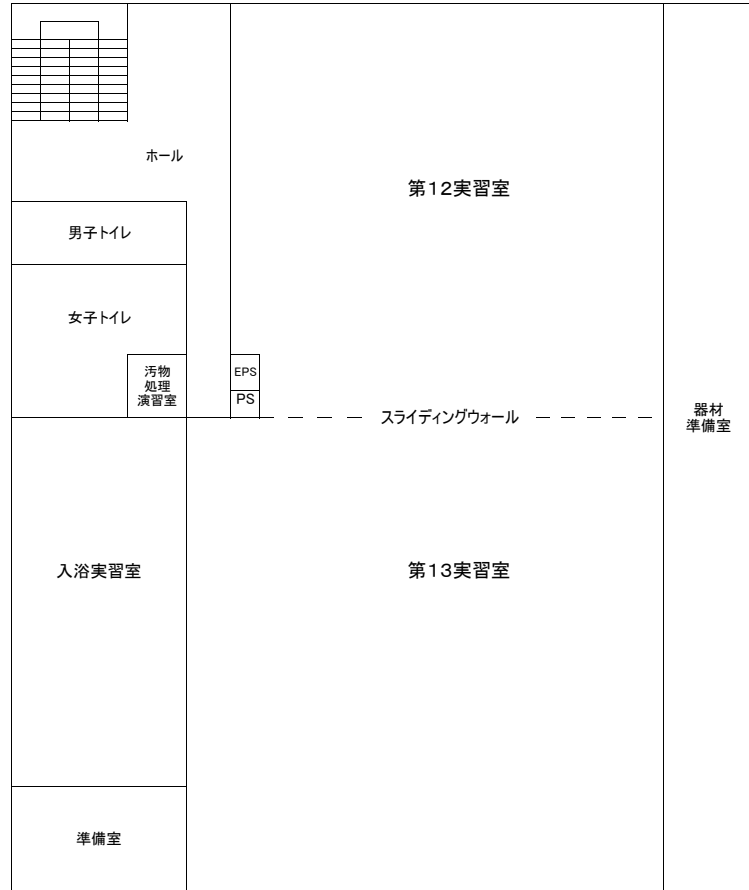 ホール
第12実習室
男子トイレ
女子トイレ
汚物
処理
演習室
EPS
PS
スライディングウォール
器材
準備室
入浴実習室
第13実習室
準備室